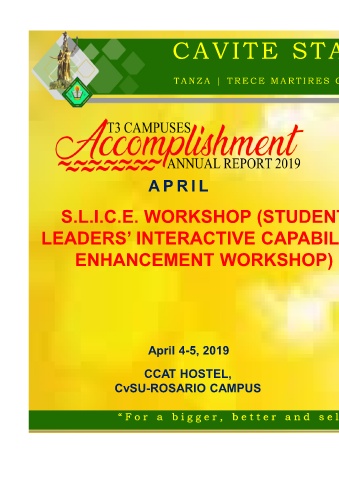 CAVITE STA
TANZA | TRECE MARTIRES
T3 CAMPUSES
Accomplishment
ANNUAL REPORT 2019
APRIL
S.L.I.C.E. WORKSHOP (STUDENT
LEADERS' INTERACTIVE CAPABIL
ENHANCEMENT WORKSHOP)
April 4-5, 2019
CCAT HOSTEL,
CvSU-ROSARIO CAMPUS
"For a bigger, better and sel